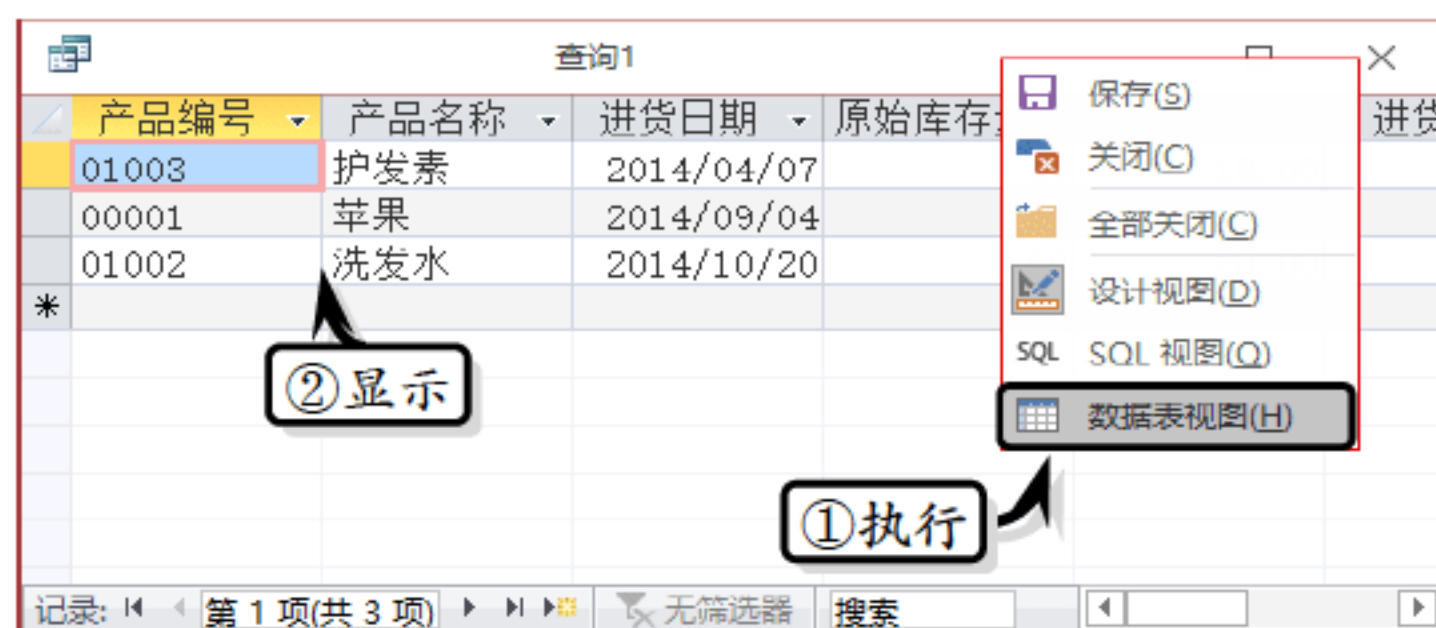 查询1
产品编号 产品名称 进货日期 原始库存 进货
01003 护发素 2014/04/07
00001 苹果 2014/09/04
01002 洗发水 2014/10/20
*
保存(S)
关闭(C)
全部关闭(C)
设计视图(D)
SQL SQL 视图(Q)
数据表视图(H)
②显示
①执行
记录: 第 1 项(共 3 项) 无筛选器 搜索